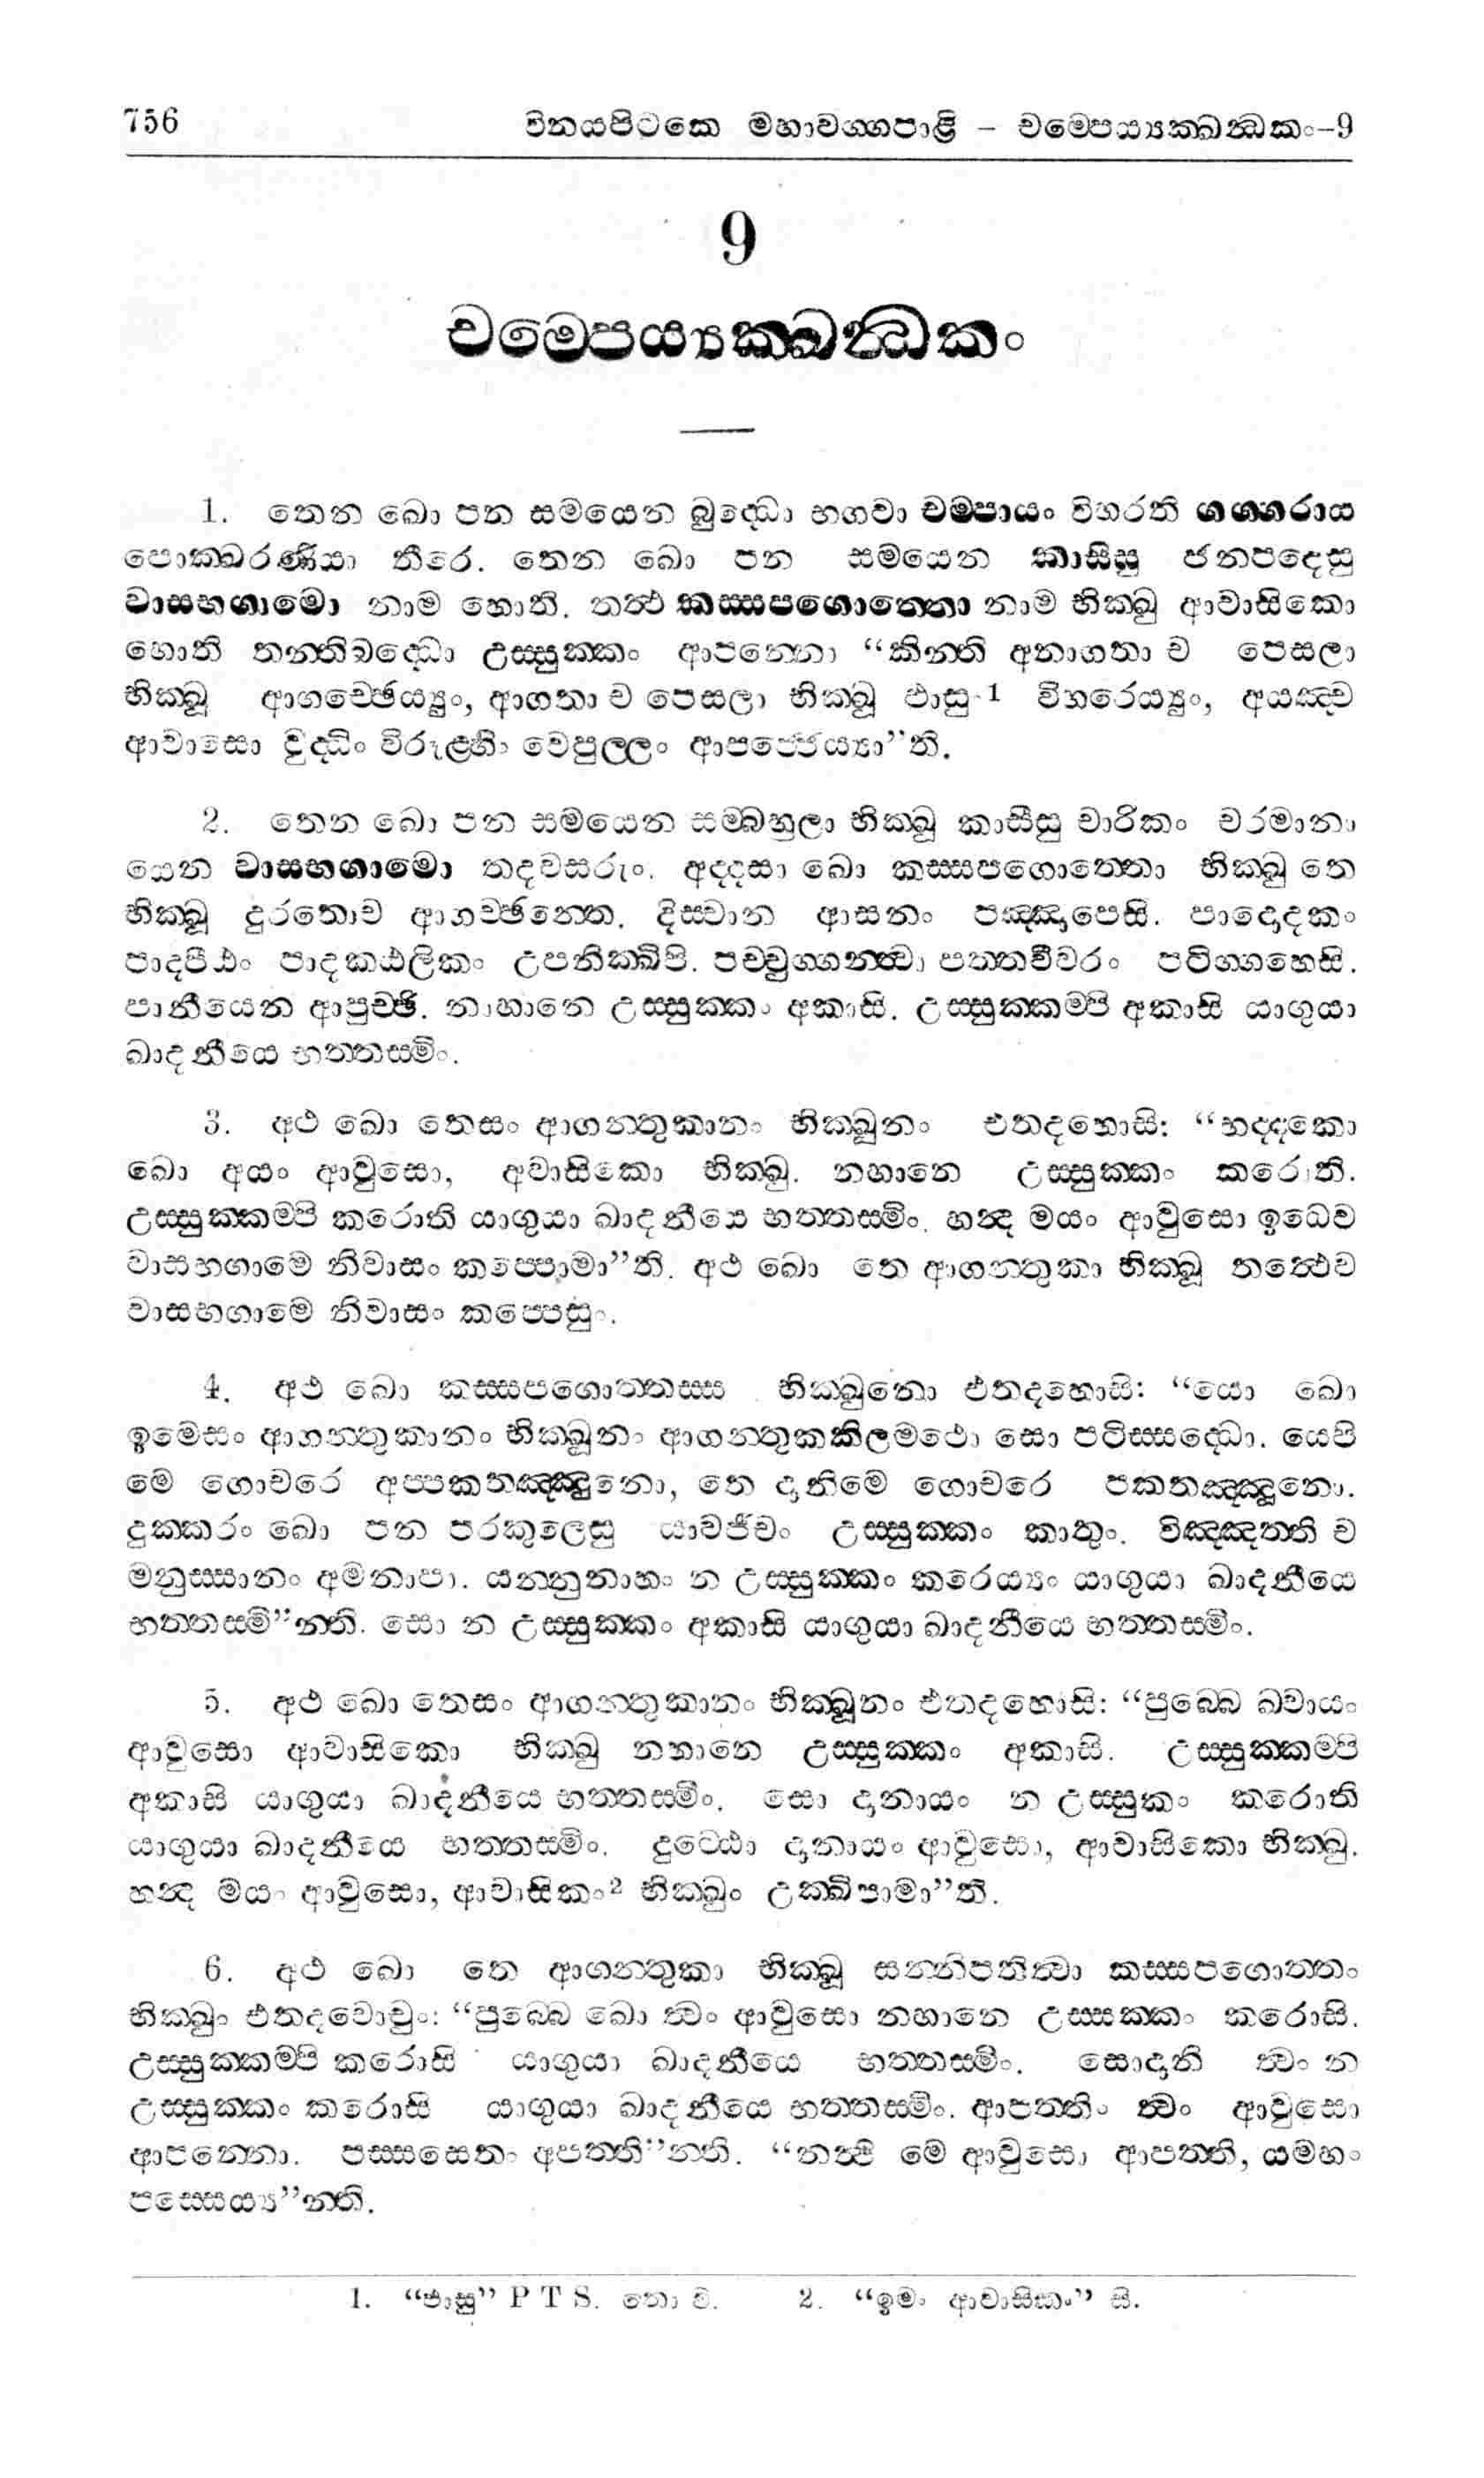 756 විනයපිටකෙ මහාවග්ගපාළි – චම්පෙය්‍යක්ඛන්ධකං–9
9
චම්පෙය්‍යක්ඛන්ධකං
1. තෙන ඛො පන සමයෙන බුද්ධො භගවා චම්පායං විහරති ගග්ගරාය
පොක්ඛරණියා තීරෙ. තෙන ඛො පන සමයෙන කාසීසු ජනපදෙසු
වාසභගාමො නාම හොති. තත්ථ කස්සපගොත්තො නාම භික්ඛු ආවාසිකො
හොති තන්තිබද්ධො උස්සුක්කං ආපන්නො “කින්ති අනාගතා ච පෙසලා
භික්ඛූ ආගච්ඡෙය්‍යුං, ආගතා ච පෙසලා භික්ඛූ ඵාසු 1 විහරෙය්‍යුං, අයඤ්ච
ආවාසො වුද්ධිං විරූළ්හිං වෙපුල්ලං ආපජ්ජෙය්‍යා”ති.
2. තෙන ඛො පන සමයෙන සම්බහුලා භික්ඛූ කාසීසු චාරිකං චරමානා
යෙන වාසභගාමො තදවසරුං. අද්දසා ඛො කස්සපගොත්තො භික්ඛු තෙ
භික්ඛූ දූරතොව ආගච්ඡන්තෙ. දිස්වාන ආසනං පඤ්ඤාපෙසි. පාදොදකං
පාදපීඨං පාදකඨලිකං උපනික්ඛිපි. පච්චුග්ගන්ත්වා පත්තචීවරං පටිග්ගහෙසි.
පානීයෙන ආපුච්ඡි. නාහානෙ උස්සුක්කං අකාසි. උස්සුක්කම්පි අකාසි යාගුයා
ඛාදනීයෙ භත්තස්මිං.
3. අථ ඛො තෙසං ආගන්තුකානං භික්ඛූනං එතදහොසි: “භද්දකො
ඛො අයං ආවුසො, අවාසිකො භික්ඛු. නහානෙ උස්සුක්කං කරොති.
උස්සුක්කම්පි කරොති යාගුයා ඛාදනීයෙ භත්තස්මිං. හන්ද මයං ආවුසො ඉධෙව
වාසභගාමෙ නිවාසං කප්පෙමා”ති. අථ ඛො තෙ ආගන්තුකා භික්ඛූ තත්ථෙව
වාසභගාමෙ නිවාසං කප්පෙසුං.
4. අථ ඛො කස්සපගොත්තස්ස භික්ඛුනො එතදහොසි: “යො ඛො
ඉමෙසං ආගන්තුකානං භික්ඛූනං ආගන්තුකකිලමථො සො පටිප්පස්සද්ධො. යෙපි
මෙ ගොචරෙ අප්පකතඤ්ඤුනො, තෙ දානිමෙ ගොචරෙ පකතඤ්ඤුනො.
දුක්කරං ඛො පන පරකුලෙසු යාවජීවං උස්සුක්කං කාතුං. විඤ්ඤත්ති ච
මනුස්සානං අමනාපා. යන්නුනාහං න උස්සුක්කං කරෙය්‍යං යාගුයා ඛාදනීයෙ
භත්තස්මි”න්ති. සො න උස්සුක්කං අකාසි යාගුයා ඛාදනීයෙ භත්තස්මිං.
5. අථ ඛො තෙසං ආගන්තුකානං භික්ඛූනං එතදහොසි: “පුබ්බෙ ඛ්වායං
ආවුසො ආවාසිකො භික්ඛු නහානෙ උස්සුක්කං අකාසි. උස්සුක්කම්පි
අකාසි යාගුයා ඛාදනීයෙ භත්තස්මිං. සො දානායං න උස්සුකං කරොති
යාගුයා ඛාදනීයෙ භත්තස්මිං. දුට්ඨො දානායං ආවුසො, ආවාසිකො භික්ඛු.
හන්ද මයං ආවුසො, ආවාසිකං2 භික්ඛුං උක්ඛිපාමා”ති.
6. අථ ඛො තෙ ආගන්තුකා භික්ඛූ සන්නිපතිත්වා කස්සපගොත්තං
භික්ඛුං එතදවොචුං: “පුබ්බෙ ඛො ත්වං ආවුසො නහානෙ උස්සක්කං කරොසි.
උස්සුක්කම්පි කරොසි යාගුයා ඛාදනීයෙ භත්තස්මිං. සොදානි ත්වං න
උස්සුක්කං කරොසි යාගුයා ඛාදනීයෙ භත්තස්මිං. ආපත්තිං ත්වං ආවුසො
ආපන්නො. පස්සසෙතං අපත්ති”න්ති. “නත්ථි මෙ ආවුසො ආපත්ති, යමහං
පස්සෙය්‍ය”න්ති.
1. “ඵාසු” P T S. තො වි. 2. “ඉමං ආවාසිකං” සි.